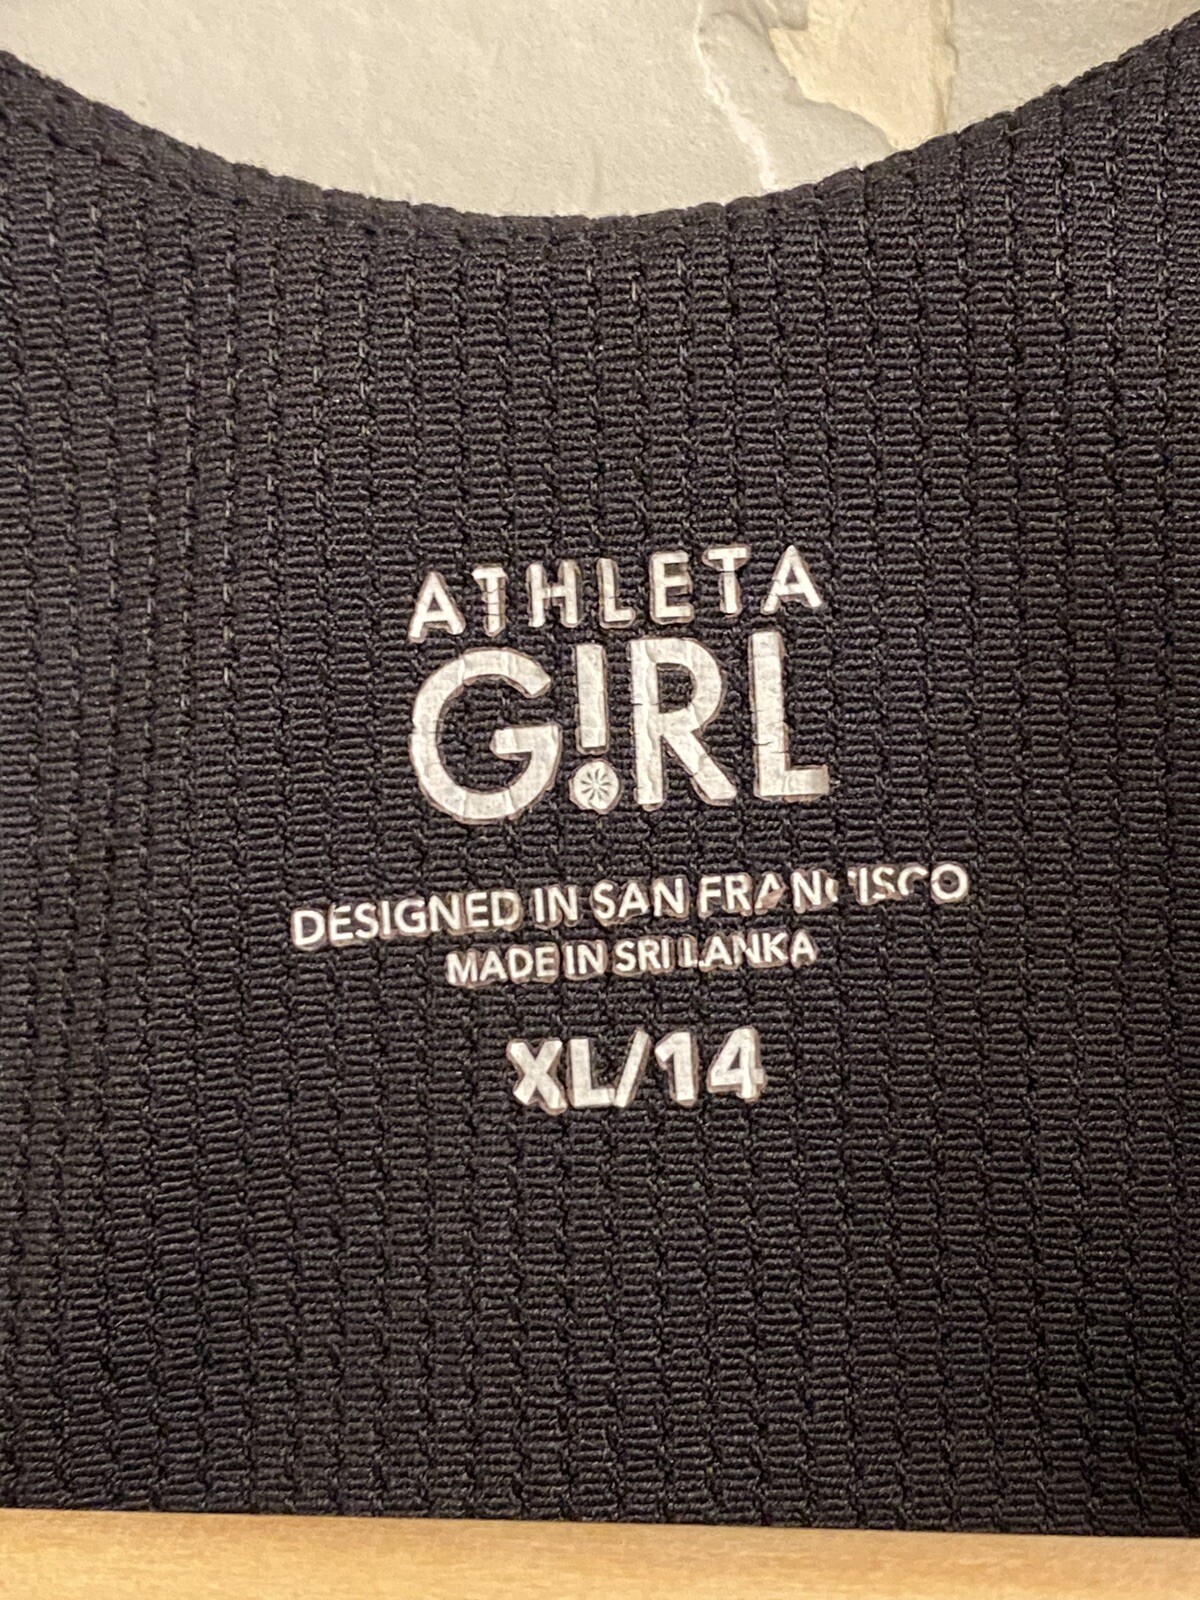 ATHLETA
G!RL
DESIGNED IN SAN FRANCISCO
MADE IN SRI LANKA
XL/14